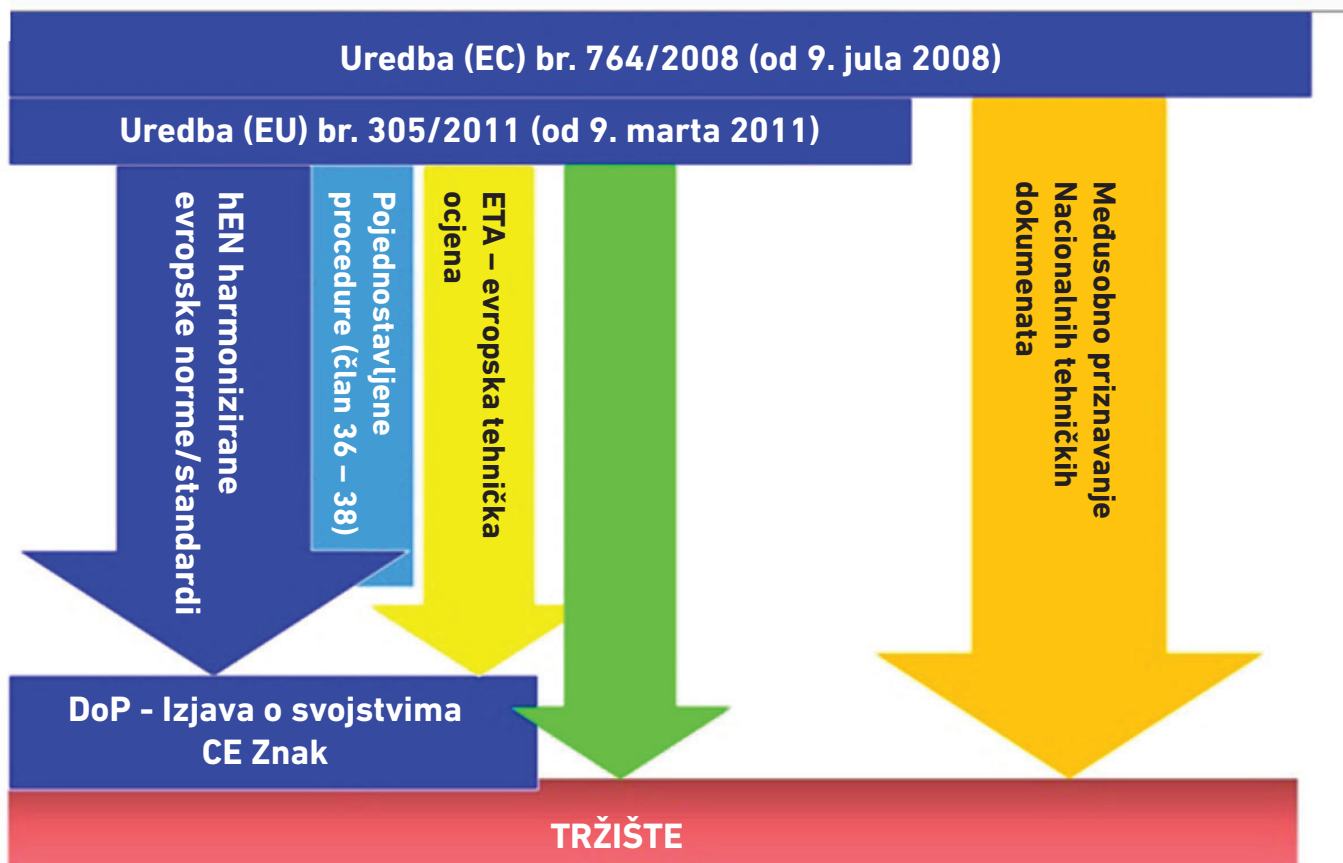 Uredba (EC) br. 764/2008 (od 9. jula 2008)
Uredba (EU) br. 305/2011 (od 9. marta 2011)
hEN harmonizirane
evropske norme/standardi
Pojednostavljene
procedure (član 36 – 38)
ETA – evropska tehnička
ocjena
Međusobno priznavanje
Nacionalnih tehničkih
dokumenata
DoP - Izjava o svojstvima
CE Znak
TRŽIŠTE